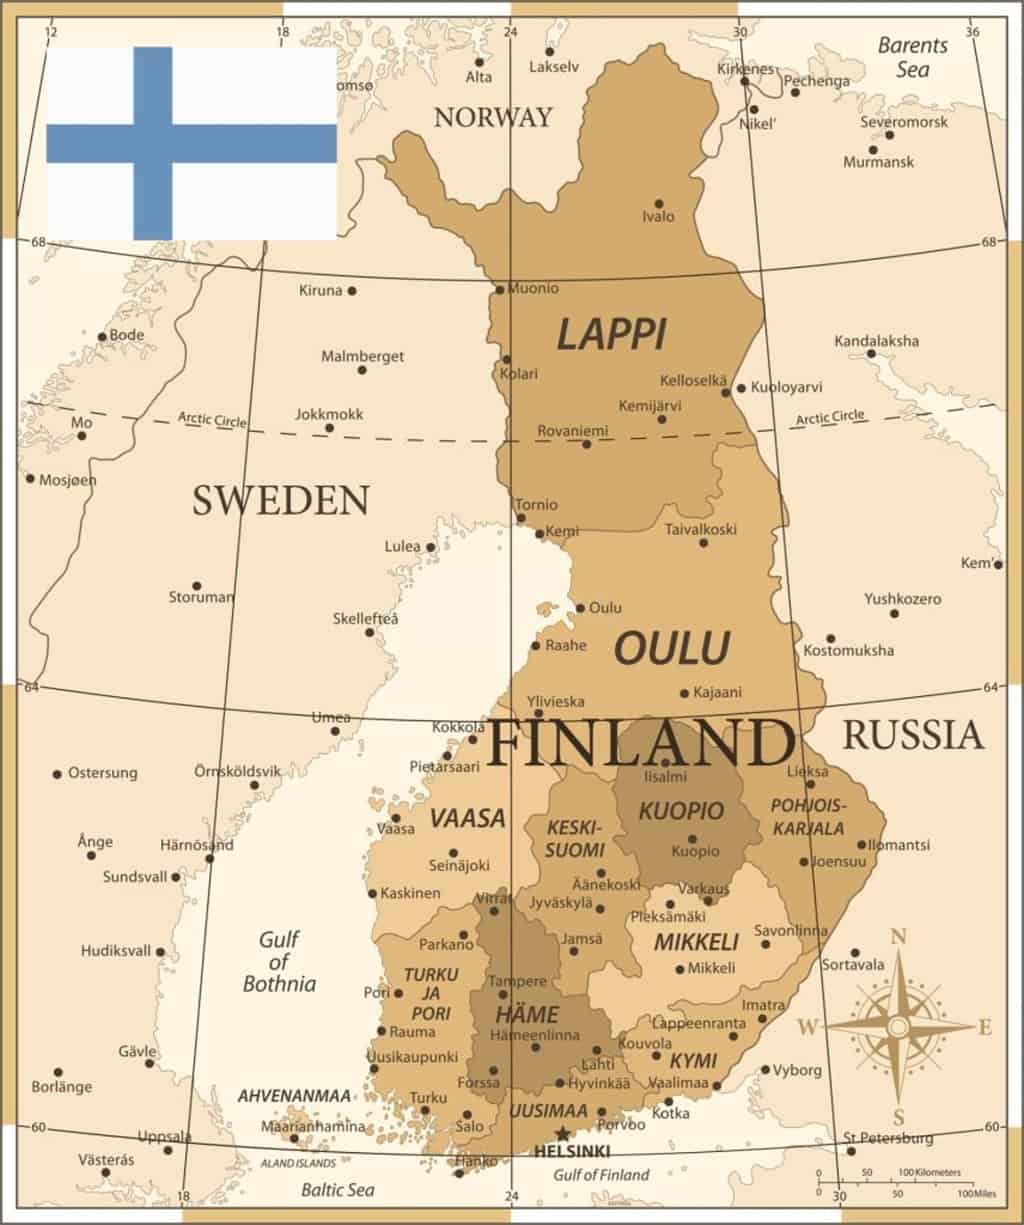 12
18
24
30
36
Barents
Sea
Lakselv
Alta
Kirkenes
Pechenga
omsø
NORWAY
Nikel'
Severomorsk
Murmansk
Ivalo
68
68
Kiruna
Muonio
LAPPI
Bode
Kandalaksha
Malmberget
Kolari
Kelloselkä
Kuoloyarvi
Kemijärvi
Arctic Circle
Arctic Circle
Jokkmokk
Mo
Rovaniemi
Mosjøen
SWEDEN
Tornio
Kemi
Taivalkoski
Lulea
Kem'
Storuman
Yushkozero
Oulu
Skellefteå
Raahe
OULU
Kostomuksha
64
64
Kajaani
Ylivieska
Umea
Kokkola
FINLAND
RUSSIA
Pietarsaari
Ostersung
Örnsköldsvik
Iisalmi
Lieksa
VAASA
KUOPIO
POHJOIS-
KARJALA
Vaasa
KESKI-
SUOMI
Ånge
Härnösand
Kuopio
Ilomantsi
Seinäjoki
Joensuu
Sundsvall
Kaskinen
Äänekoski
Varkaus
Virrat
Jyväskylä
Pleksämäki
Savonlinna
Gulf
of
Bothnia
Parkano
Jamsä
MIKKELI
N
Hudiksvall
Mikkeli
Sortavala
TURKU
JA
PORI
Tampere
Pori
Imatra
HÄME
Lappeenranta
W
E
Rauma
Hämeenlinna
Kouvola
Gävle
Uusikaupunki
Lahti
KYMI
Vyborg
Borlänge
Forssa
Hyvinkää
Vaalimaa
AHVENANMAA
Turku
UUSIMAA
Kotka
S
Maarianhamina
Salo
Porvoo
60
60
Uppsala
HELSINKI
St Petersburg
Västerås
ALAND ISLANDS
Hanko
Gulf of Finland
Baltic Sea
0 50 100 Kilometers
0 50 100 Miles
18
24
30